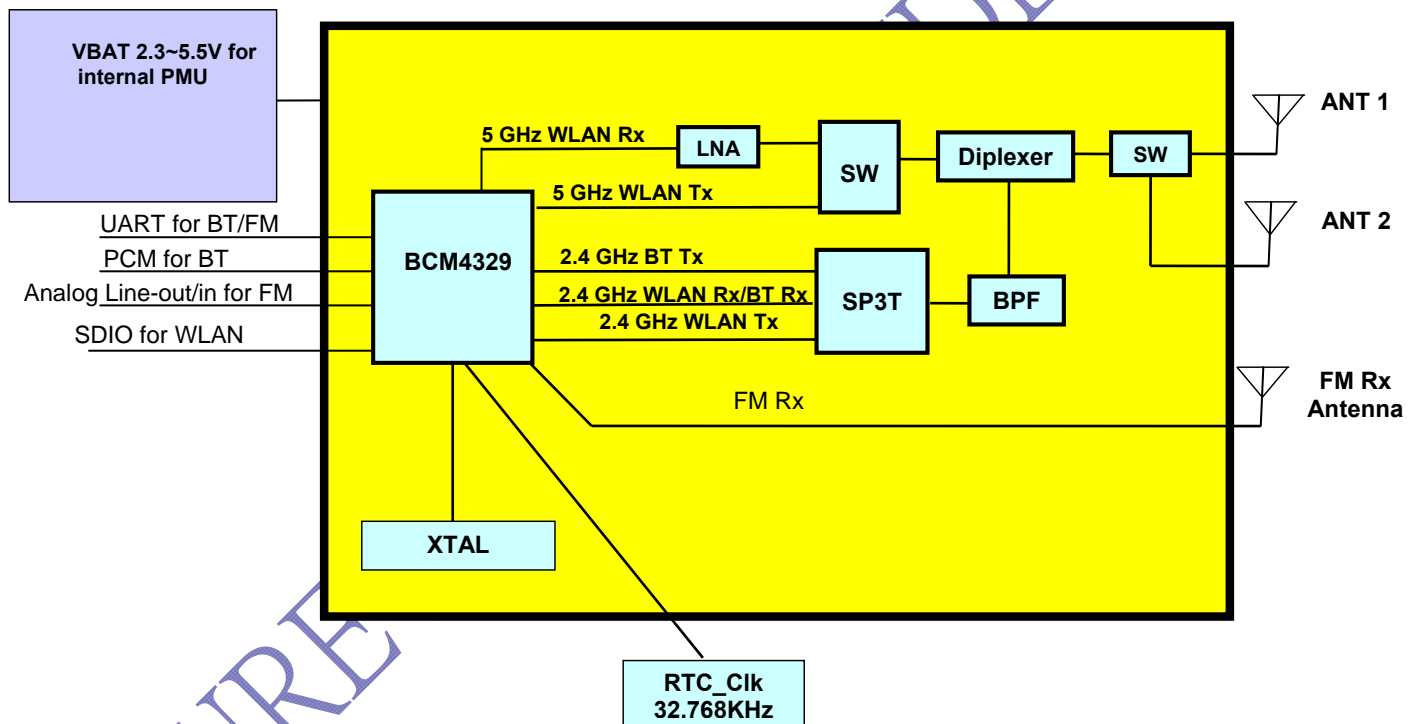 VBAT 2.3~5.5V for
internal PMU
ANT 1
5 GHz WLAN Rx
LNA
SW
Diplexer
SW
5 GHz WLAN Tx
ANT 2
UART for BT/FM
PCM for BT
Analog Line-out/in for FM
SDIO for WLAN
BCM4329
2.4 GHz BT Tx
2.4 GHz WLAN Rx/BT Rx
2.4 GHz WLAN Tx
SP3T
BPF
FM Rx
FM Rx
Antenna
XTAL
RTC_Clk
32.768KHz
URE